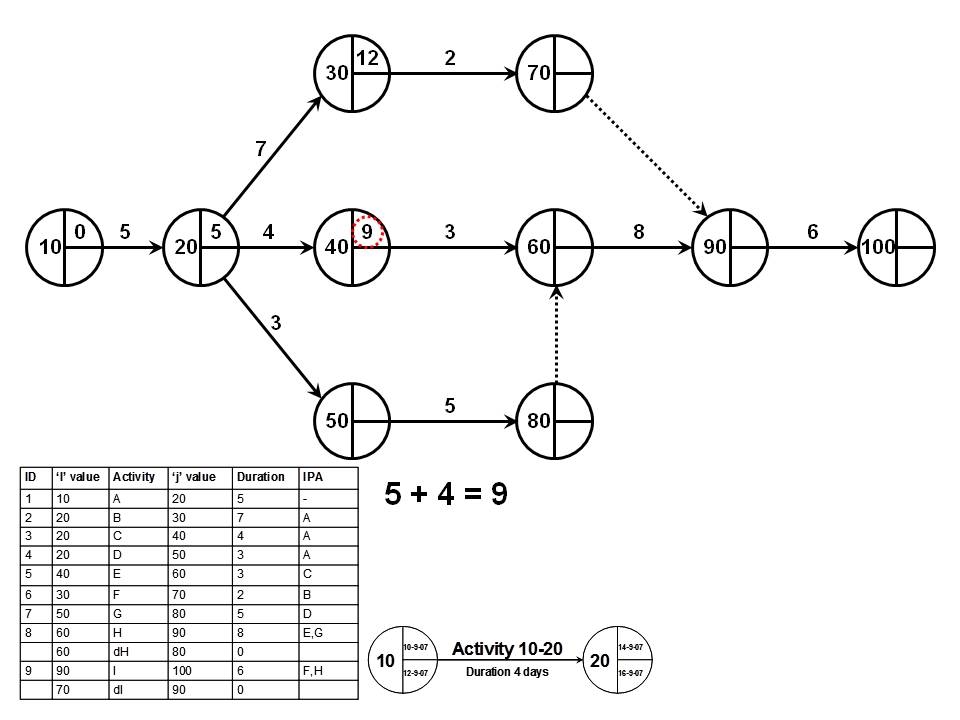 12
30
2
70
7
0
10
5
5
20
4
9
40
3
60
8
90
6
100
3
50
5
80
ID ‘I’ value Activity ‘j’ value Duration IPA
1 10 A 20 5 -
2 20 B 30 7 A
3 20 C 40 4 A
4 20 D 50 3 A
5 40 E 60 3 C
6 30 F 70 2 B
7 50 G 80 5 D
8 60 H 90 8 E,G
60 dH 80 0
9 90 I 100 6 F,H
70 dI 90 0
5 + 4 = 9
10
10-9-07
12-9-07
Activity 10-20
Duration 4 days
20
14-9-07
16-9-07